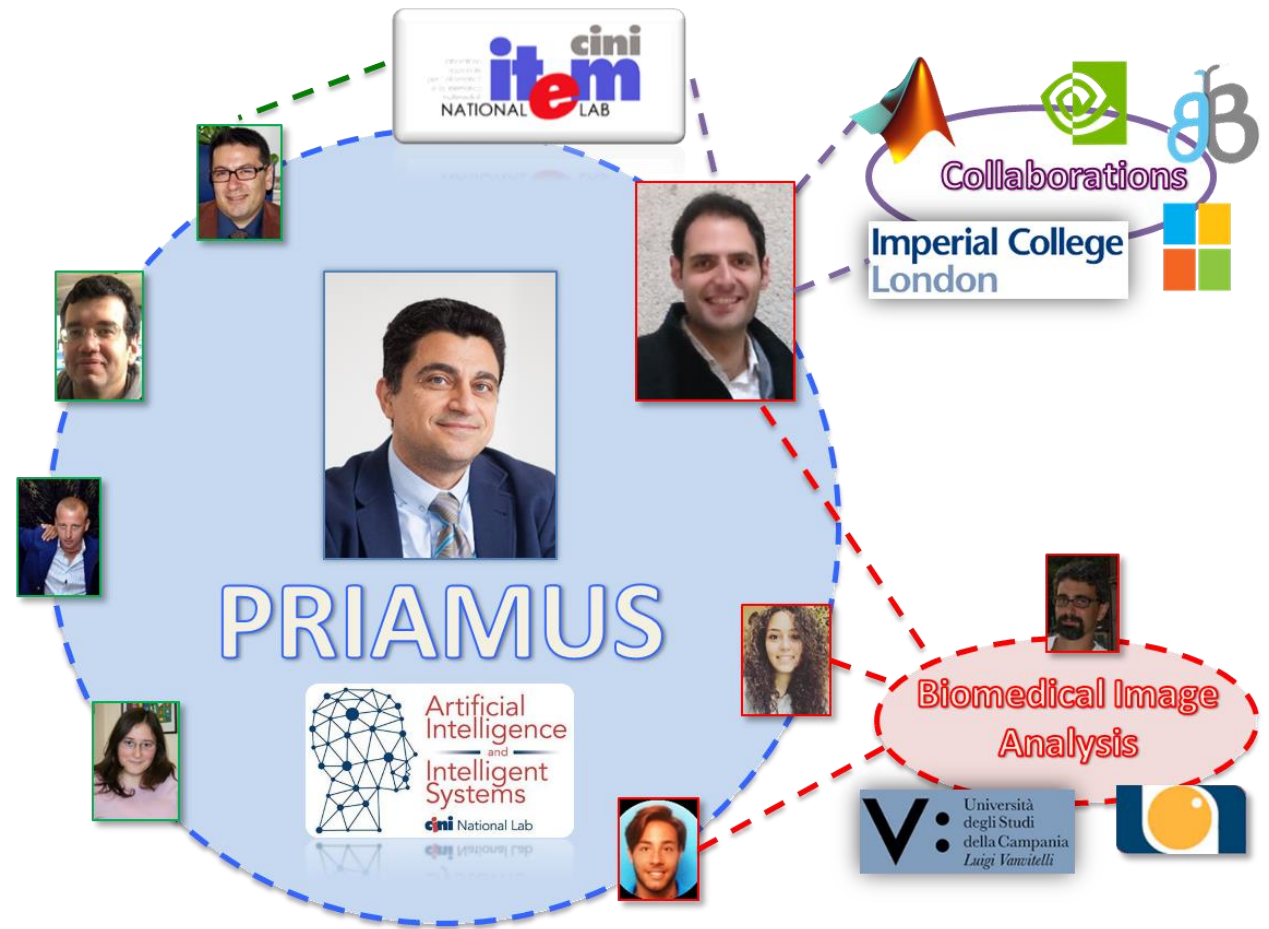 cini
item
NATIONAL LAB
Collaborations
Imperial College
London
PRIAMUS
Artificial
Intelligence
and
Intelligent
Systems
cini National Lab
Biomedical Image
Analysis
V:
Università
degli Studi
della Campania
Luigi Vanvitelli